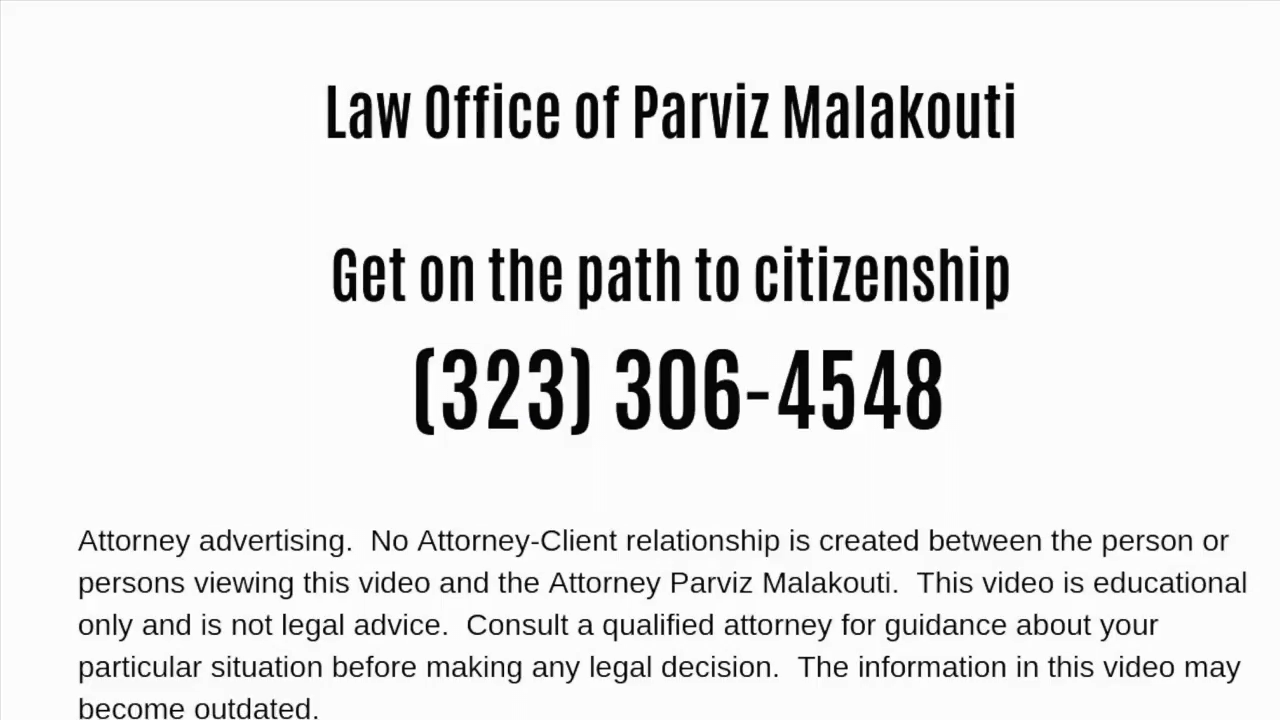 Law Office of Parviz Malakouti
Get on the path to citizenship
(323) 306-4548
Attorney advertising.  No Attorney-Client relationship is created between the person or
persons viewing this video and the Attorney Parviz Malakouti.  This video is educational
only and is not legal advice.  Consult a qualified attorney for guidance about your
particular situation before making any legal decision.  The information in this video may
become outdated.